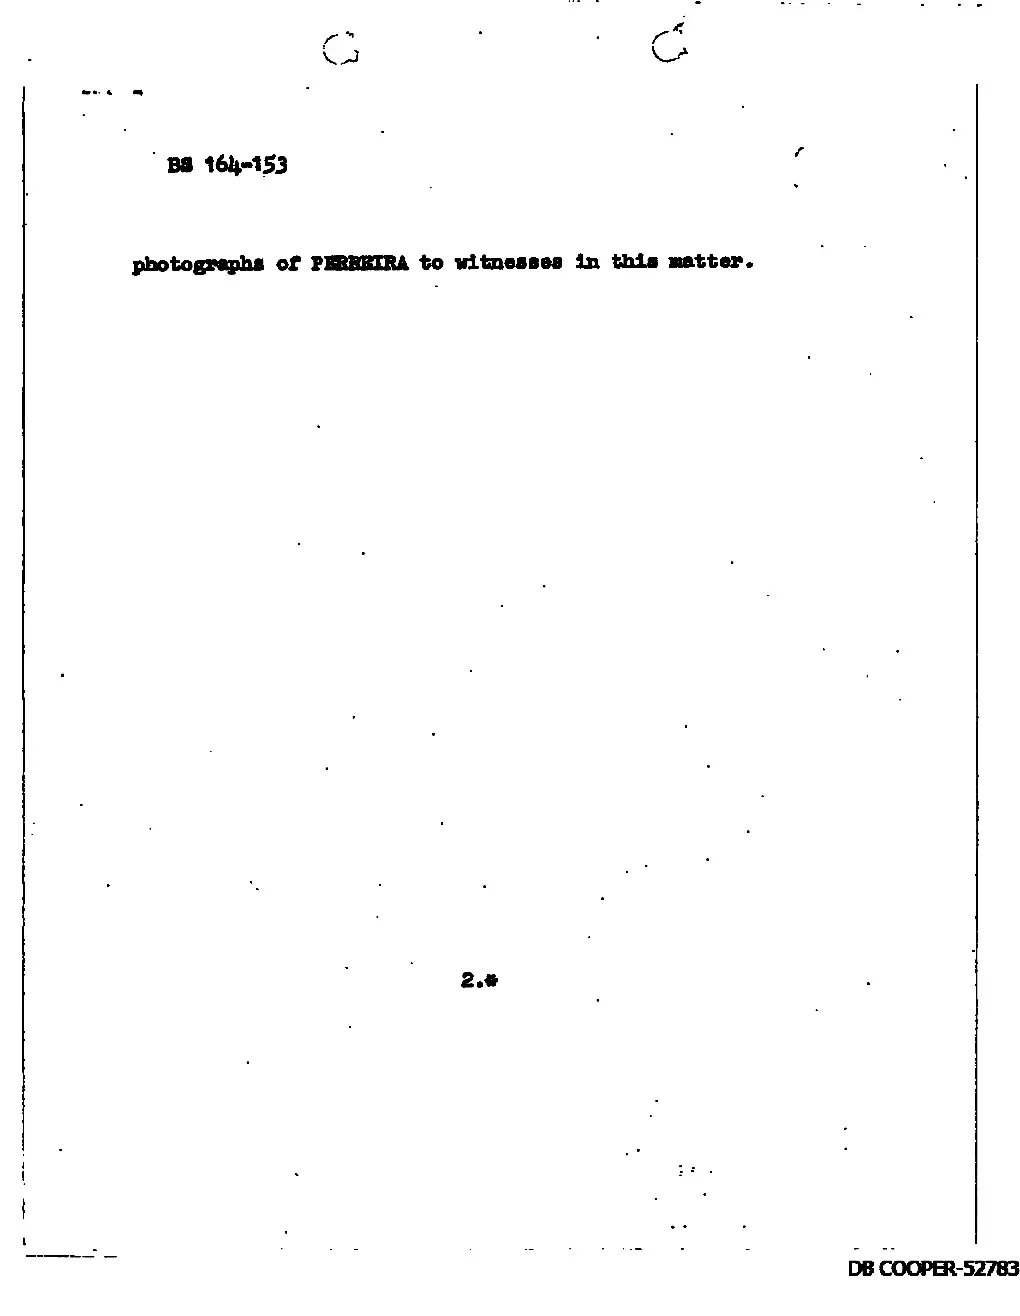 BS 164-153
photographs of PERREIRA to witnesses in this matter.
2.*
DB COOPER-52783